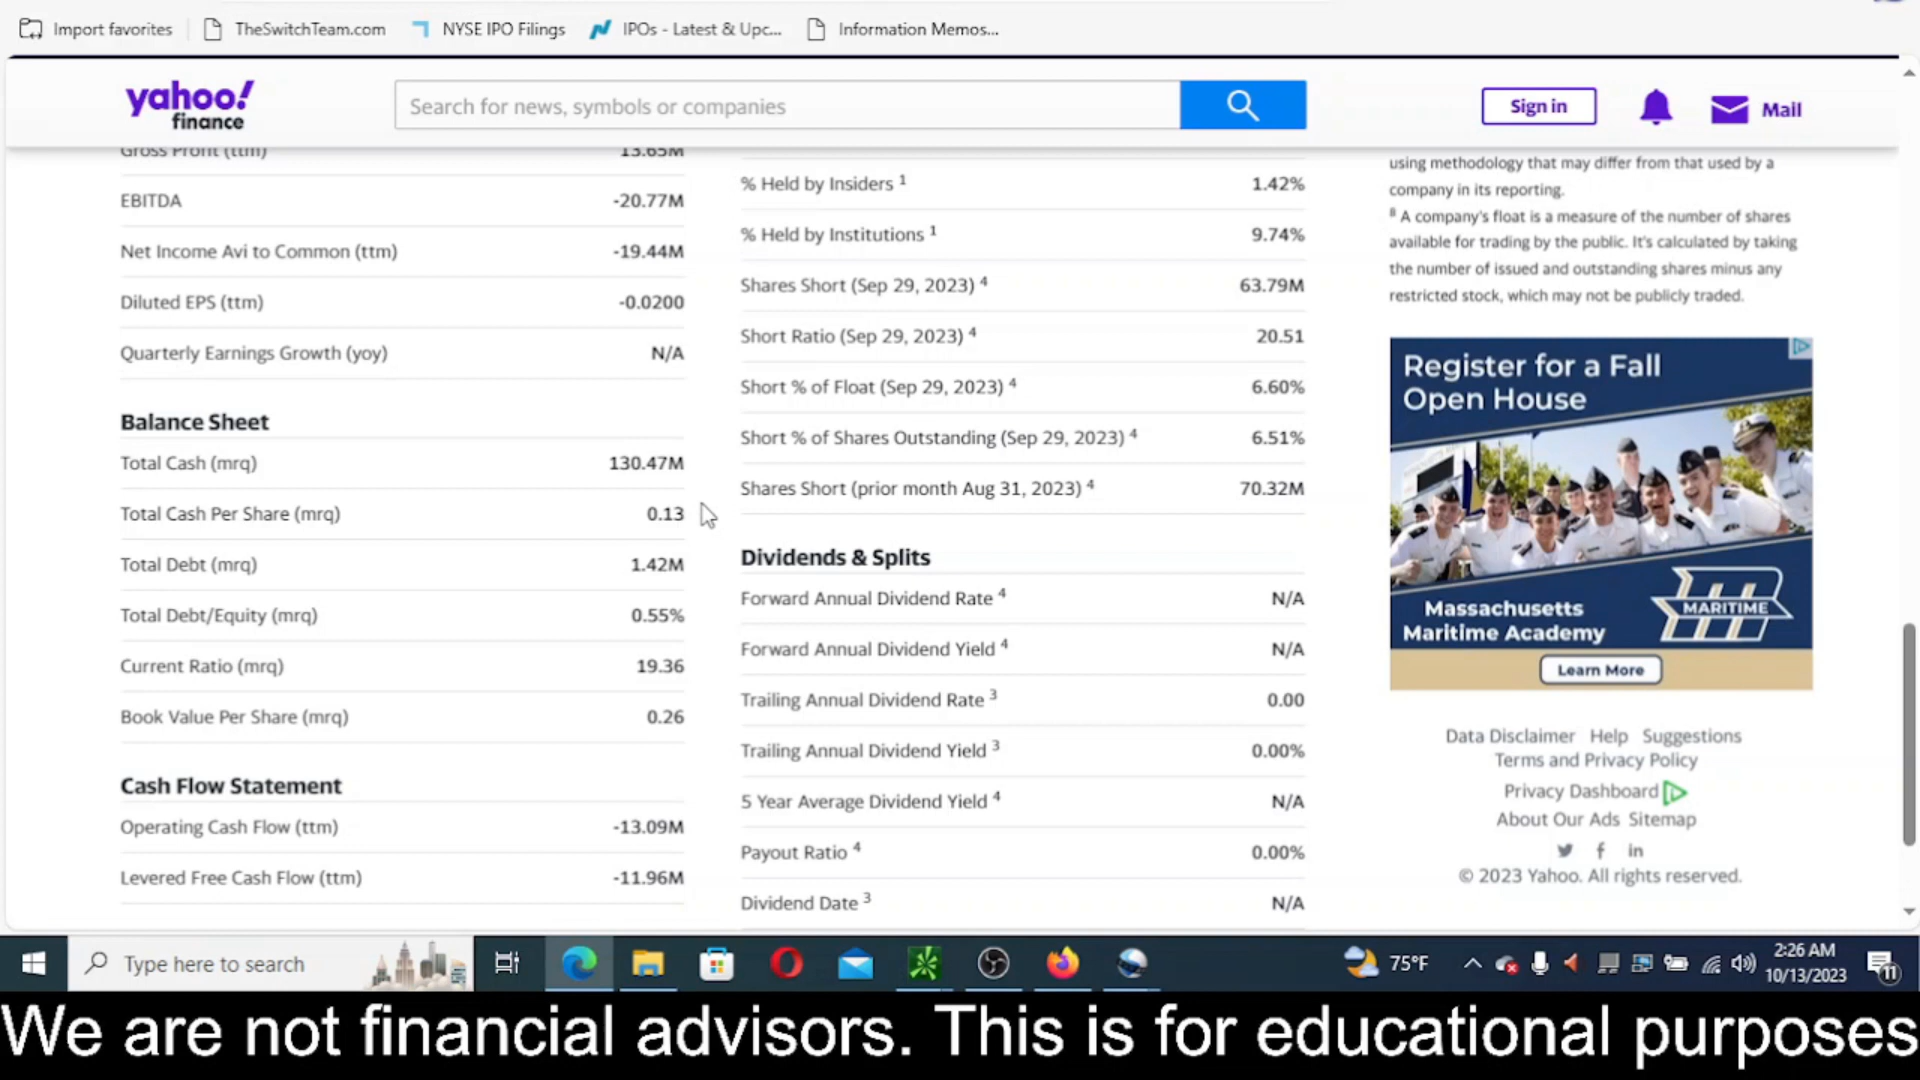 Import favorites
TheSwitchTeam.com
NYSE IPO Filings
IPOs - Latest & Upc...
Information Memos...
yahoo!
finance
Search for news, symbols or companies
Sign in
Mail
Gross Profit (ttm) 13.65M
EBITDA -20.77M
Net Income Avi to Common (ttm) -19.44M
Diluted EPS (ttm) -0.0200
Quarterly Earnings Growth (yoy) N/A
Balance Sheet
Total Cash (mrq) 130.47M
Total Cash Per Share (mrq) 0.13
Total Debt (mrq) 1.42M
Total Debt/Equity (mrq) 0.55%
Current Ratio (mrq) 19.36
Book Value Per Share (mrq) 0.26
Cash Flow Statement
Operating Cash Flow (ttm) -13.09M
Levered Free Cash Flow (ttm) -11.96M
% Held by Insiders 1 1.42%
% Held by Institutions 1 9.74%
Shares Short (Sep 29, 2023) 4 63.79M
Short Ratio (Sep 29, 2023) 4 20.51
Short % of Float (Sep 29, 2023) 4 6.60%
Short % of Shares Outstanding (Sep 29, 2023) 4 6.51%
Shares Short (prior month Aug 31, 2023) 4 70.32M
Dividends & Splits
Forward Annual Dividend Rate 4 N/A
Forward Annual Dividend Yield 4 N/A
Trailing Annual Dividend Rate 3 0.00
Trailing Annual Dividend Yield 3 0.00%
5 Year Average Dividend Yield 4 N/A
Payout Ratio 4 0.00%
Dividend Date 3 N/A
using methodology that may differ from that used by a
company in its reporting.
8 A company's float is a measure of the number of shares
available for trading by the public. It's calculated by taking
the number of issued and outstanding shares minus any
restricted stock, which may not be publicly traded.
Register for a Fall
Open House
Massachusetts
Maritime Academy
MARITIME
Learn More
Data Disclaimer Help Suggestions
Terms and Privacy Policy
Privacy Dashboard
About Our Ads Sitemap
© 2023 Yahoo. All rights reserved.
Type here to search
75°F
2:26 AM
10/13/2023
11
We are not financial advisors. This is for educational purposes